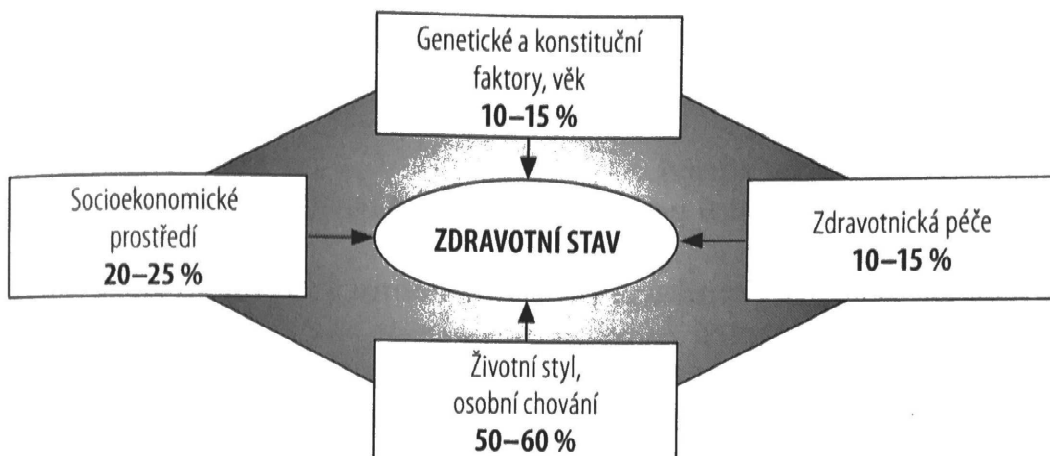 Genetické a konstituční
faktory, věk
10–15 %
Socioekonomické
prostředí
20–25 %
ZDRAVOTNÍ STAV
Zdravotnická péče
10–15 %
Životní styl,
osobní chování
50–60 %